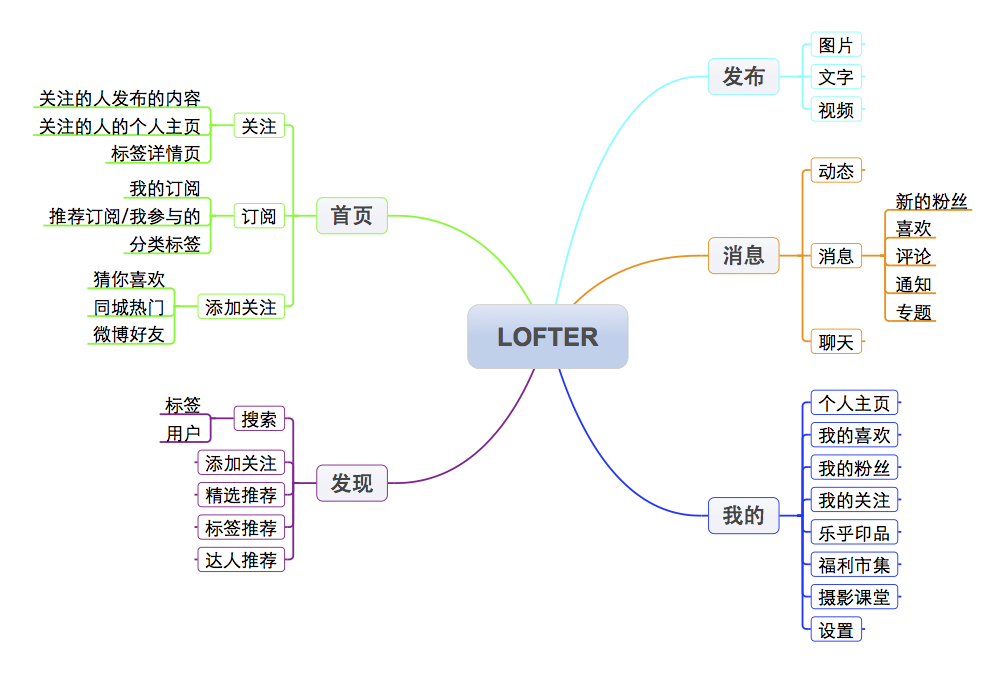 LOFTER
首页
关注
关注的人发布的内容
关注的人的个人主页
标签详情页
订阅
我的订阅
推荐订阅/我参与的
分类标签
添加关注
猜你喜欢
同城热门
微博好友
发现
搜索
标签
用户
添加关注
精选推荐
标签推荐
达人推荐
发布
图片
文字
视频
消息
动态
消息
新的粉丝
喜欢
评论
通知
专题
聊天
我的
个人主页
我的喜欢
我的粉丝
我的关注
乐乎印品
福利市集
摄影课堂
设置